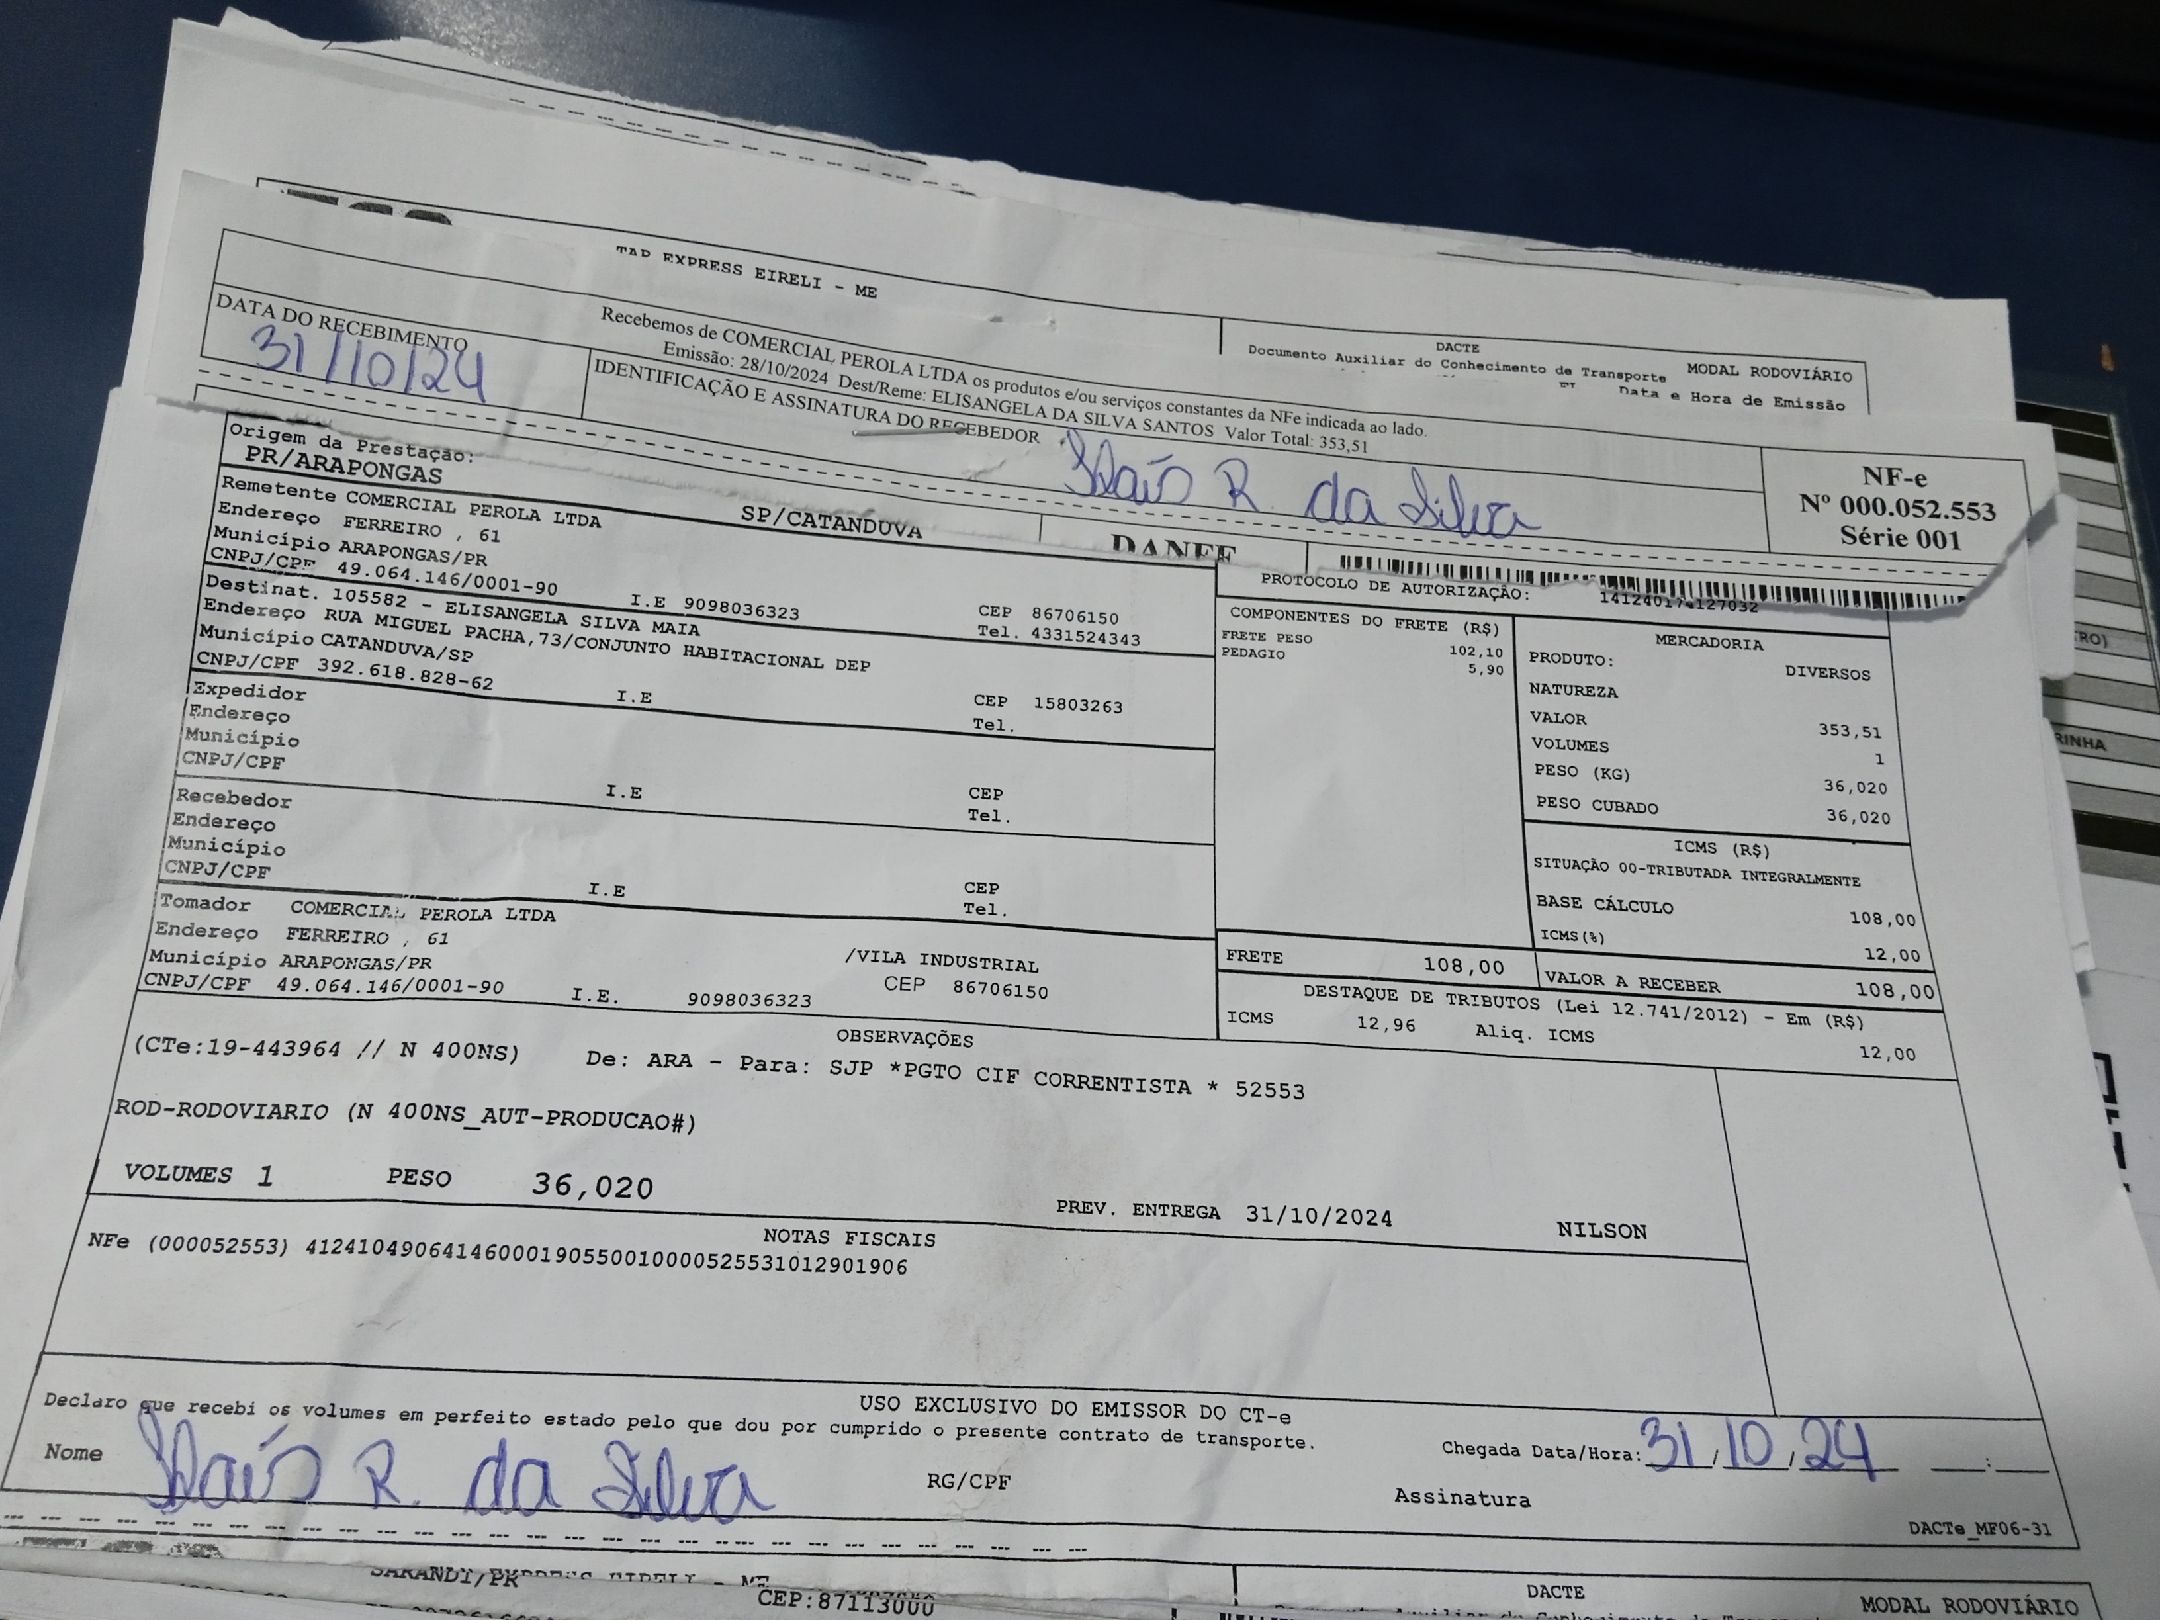 TAD EXPRESS EIRELI - ME
DACTE
Documento Auxiliar do Conhecimento de Transporte
MODAL RODOVIÁRIO
Data e Hora de Emissão
Recebemos de COMERCIAL PEROLA LTDA os produtos e/ou serviços constantes da NFe indicada ao lado.
Emissão: 28/10/2024 Dest/Reme: ELISANGELA DA SILVA SANTOS Valor Total: 353,51
DATA DO RECEBIMENTO
31/10/24
IDENTIFICAÇÃO E ASSINATURA DO RECEBEDOR
R. da Silva
NF-e
Nº 000.052.553
Série 001
DANFE
Origem da Prestação:
PR/ARAPONGAS
SP/CATANDUVA
Remetente COMERCIAL PEROLA LTDA
Endereço FERREIRO , 61
Município ARAPONGAS/PR
CNPJ/CPF 49.064.146/0001-90 I.E 9098036323
CEP 86706150
Tel. 4331524343
Destinat. 105582 - ELISANGELA SILVA MAIA
Endereço RUA MIGUEL PACHA,73/CONJUNTO HABITACIONAL DEP
Município CATANDUVA/SP
CNPJ/CPF 392.618.828-62 I.E
CEP 15803263
Tel.
Expedidor
Endereço
Município
CNPJ/CPF I.E
CEP
Tel.
Recebedor
Endereço
Município
CNPJ/CPF I.E
CEP
Tel.
Tomador COMERCIAL PEROLA LTDA
Endereço FERREIRO , 61 /VILA INDUSTRIAL
Município ARAPONGAS/PR CEP 86706150
CNPJ/CPF 49.064.146/0001-90 I.E. 9098036323
PROTOCOLO DE AUTORIZAÇÃO:
COMPONENTES DO FRETE (R$)
FRETE PESO 102,10
PEDAGIO 5,90
MERCADORIA
PRODUTO: DIVERSOS
NATUREZA
VALOR 353,51
VOLUMES 1
PESO (KG) 36,020
PESO CUBADO 36,020
ICMS (R$)
SITUAÇÃO 00-TRIBUTADA INTEGRALMENTE
BASE CÁLCULO 108,00
ICMS(%) 12,00
FRETE 108,00 VALOR A RECEBER 108,00
DESTAQUE DE TRIBUTOS (Lei 12.741/2012) - Em (R$)
ICMS 12,96 Aliq. ICMS 12,00
OBSERVAÇÕES
(CTe:19-443964 // N 400NS) De: ARA - Para: SJP *PGTO CIF CORRENTISTA * 52553
ROD-RODOVIARIO (N 400NS_AUT-PRODUCAO#)
VOLUMES 1 PESO 36,020
PREV. ENTREGA 31/10/2024 NILSON
NOTAS FISCAIS
NFe (000052553) 41241049064146000190550010000525531012901906
USO EXCLUSIVO DO EMISSOR DO CT-e
Declaro que recebi os volumes em perfeito estado pelo que dou por cumprido o presente contrato de transporte.
Chegada Data/Hora: 31/10/24
Nome R. da Silva
RG/CPF
Assinatura
DACTe_MF06-31
SARANDI/PR
CEP:87113000
DACTE
MODAL RODOVIÁRIO